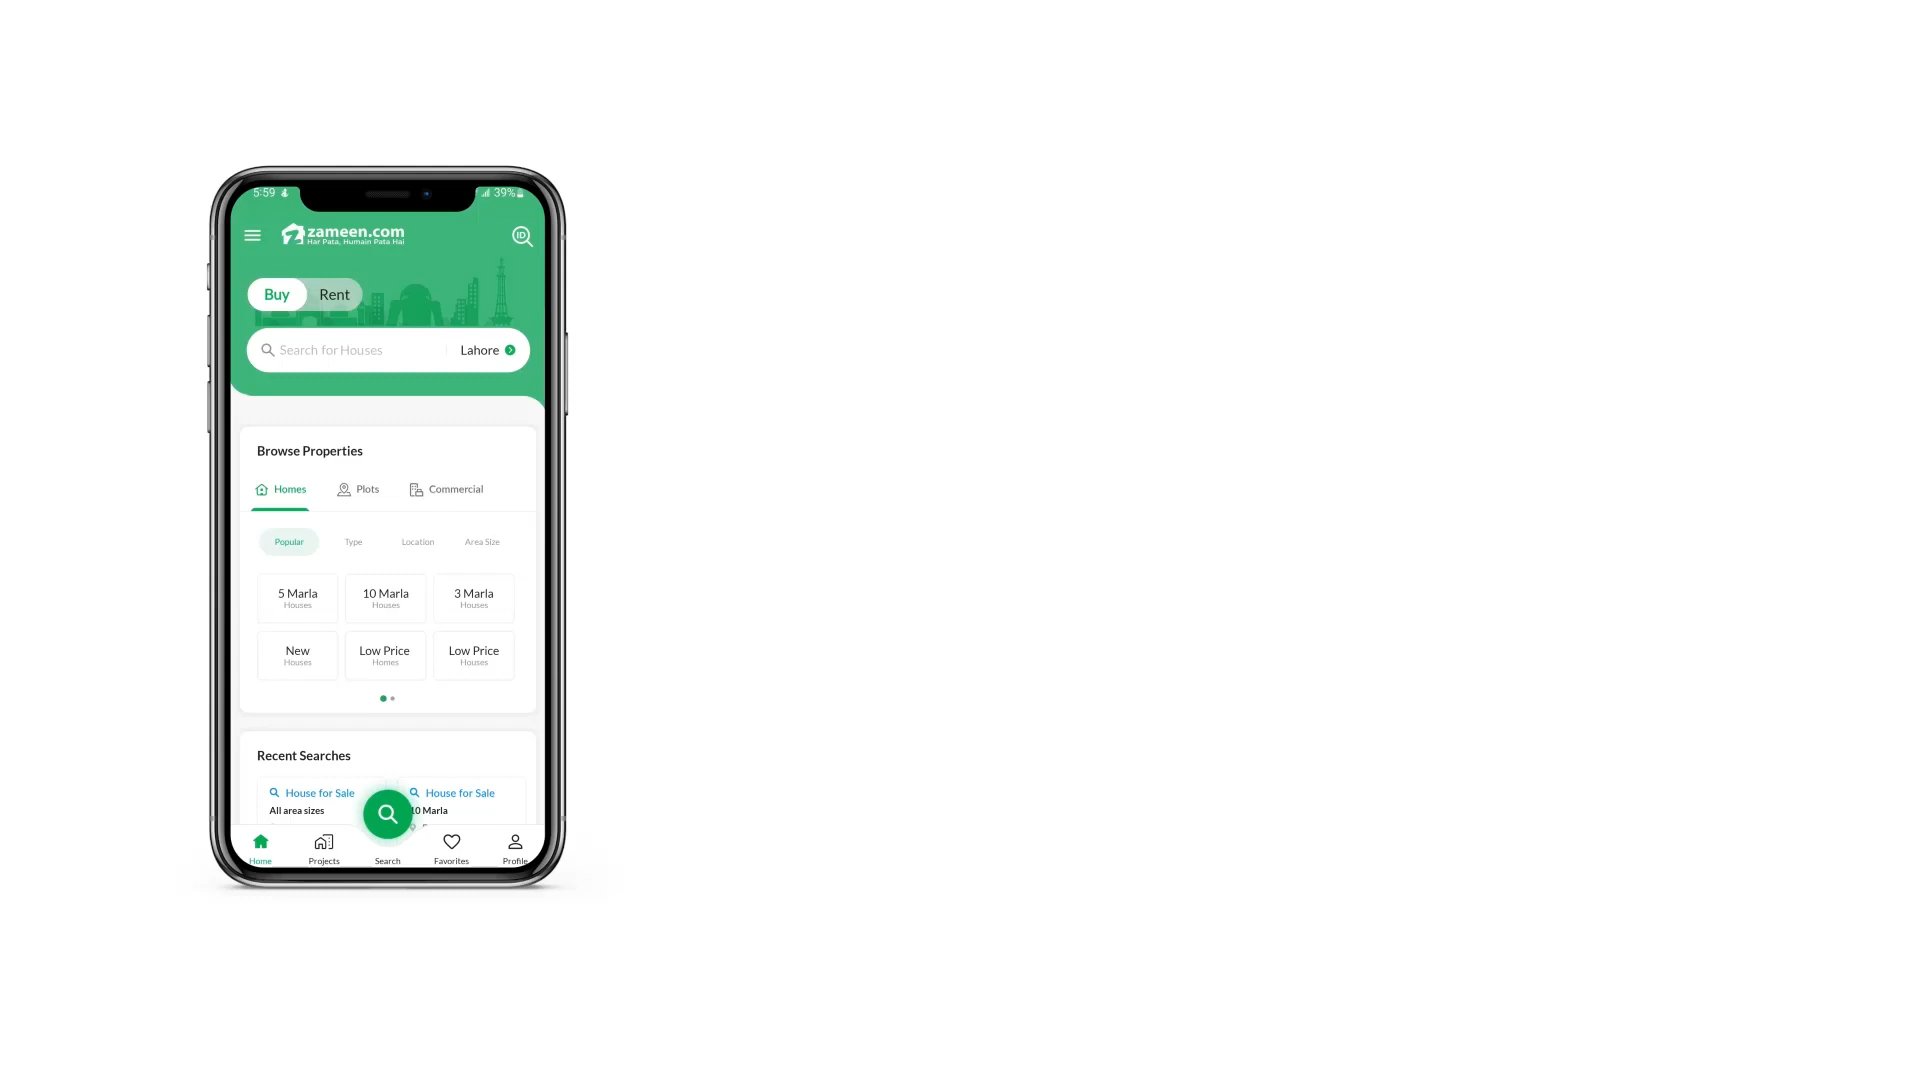 5:59
39%
zameen.com
Har Pata, Humain Pata Hai
ID
Buy Rent
Search for Houses Lahore
Browse Properties
Homes Plots Commercial
Popular Type Location Area Size
5 Marla 10 Marla 3 Marla
Houses Houses Houses
New Low Price Low Price
Houses Homes Houses
Recent Searches
House for Sale House for Sale
All area sizes 10 Marla
Home Projects Search Favorites Profile